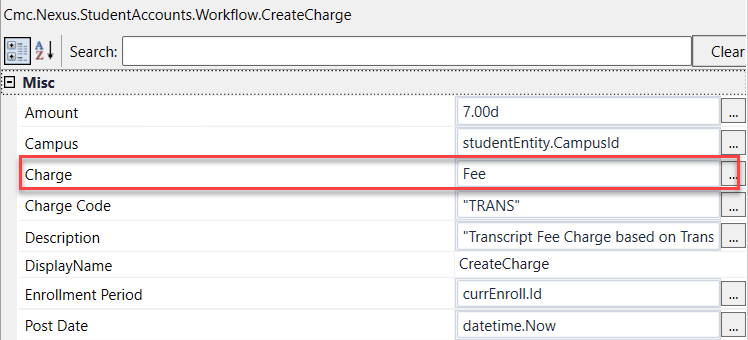 Cmc.Nexus.StudentAccounts.Workflow.CreateCharge
A Z Search: Clear
Misc
Amount 7.00d ...
Campus studentEntity.CampusId ...
Charge Fee ...
Charge Code "TRANS" ...
Description "Transcript Fee Charge based on Trans ...
DisplayName CreateCharge
Enrollment Period currEnroll.Id ...
Post Date datetime.Now ...